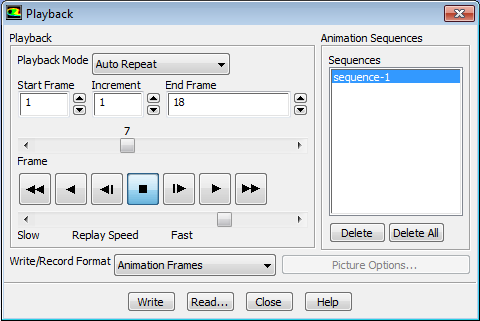 Playback
Playback
Playback Mode Auto Repeat
Start Frame Increment End Frame
1 1 18
7
Frame
Slow Replay Speed Fast
Animation Sequences
Sequences
sequence-1
Delete Delete All
Write/Record Format Animation Frames Picture Options...
Write Read... Close Help